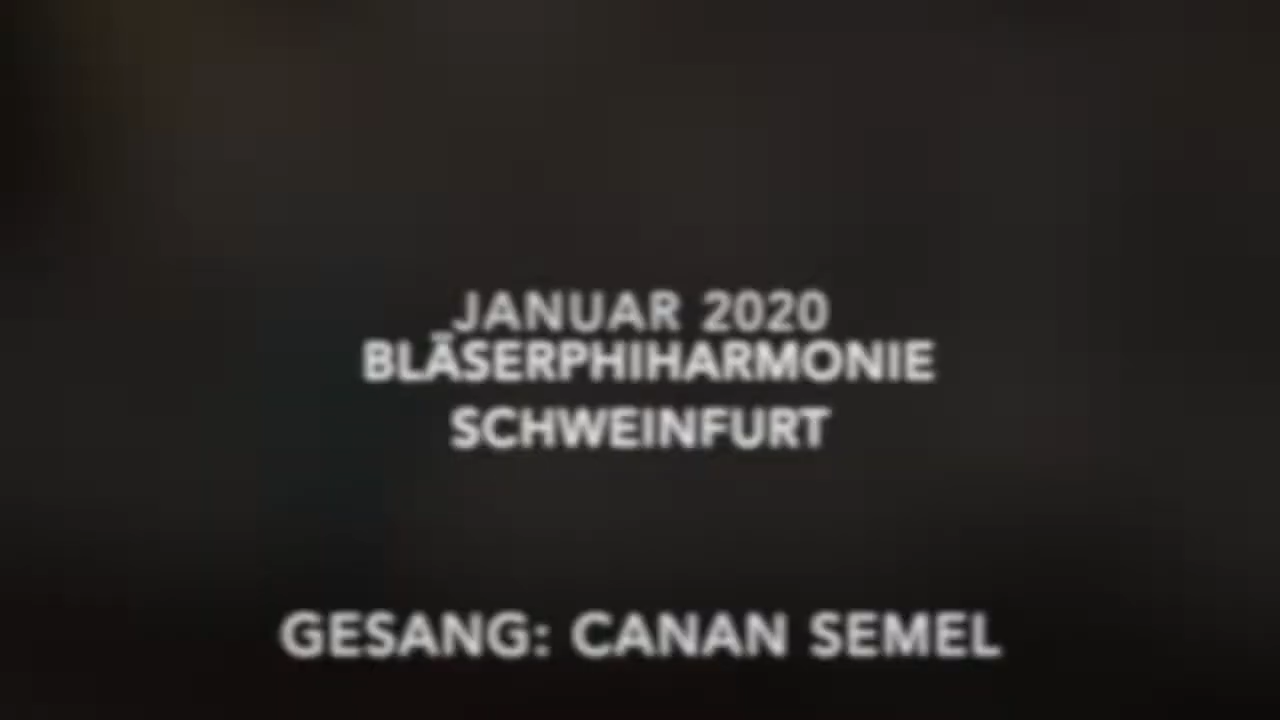 JANUAR 2020
BLÄSERPHIHARMONIE
SCHWEINFURT
GESANG: CANAN SEMEL